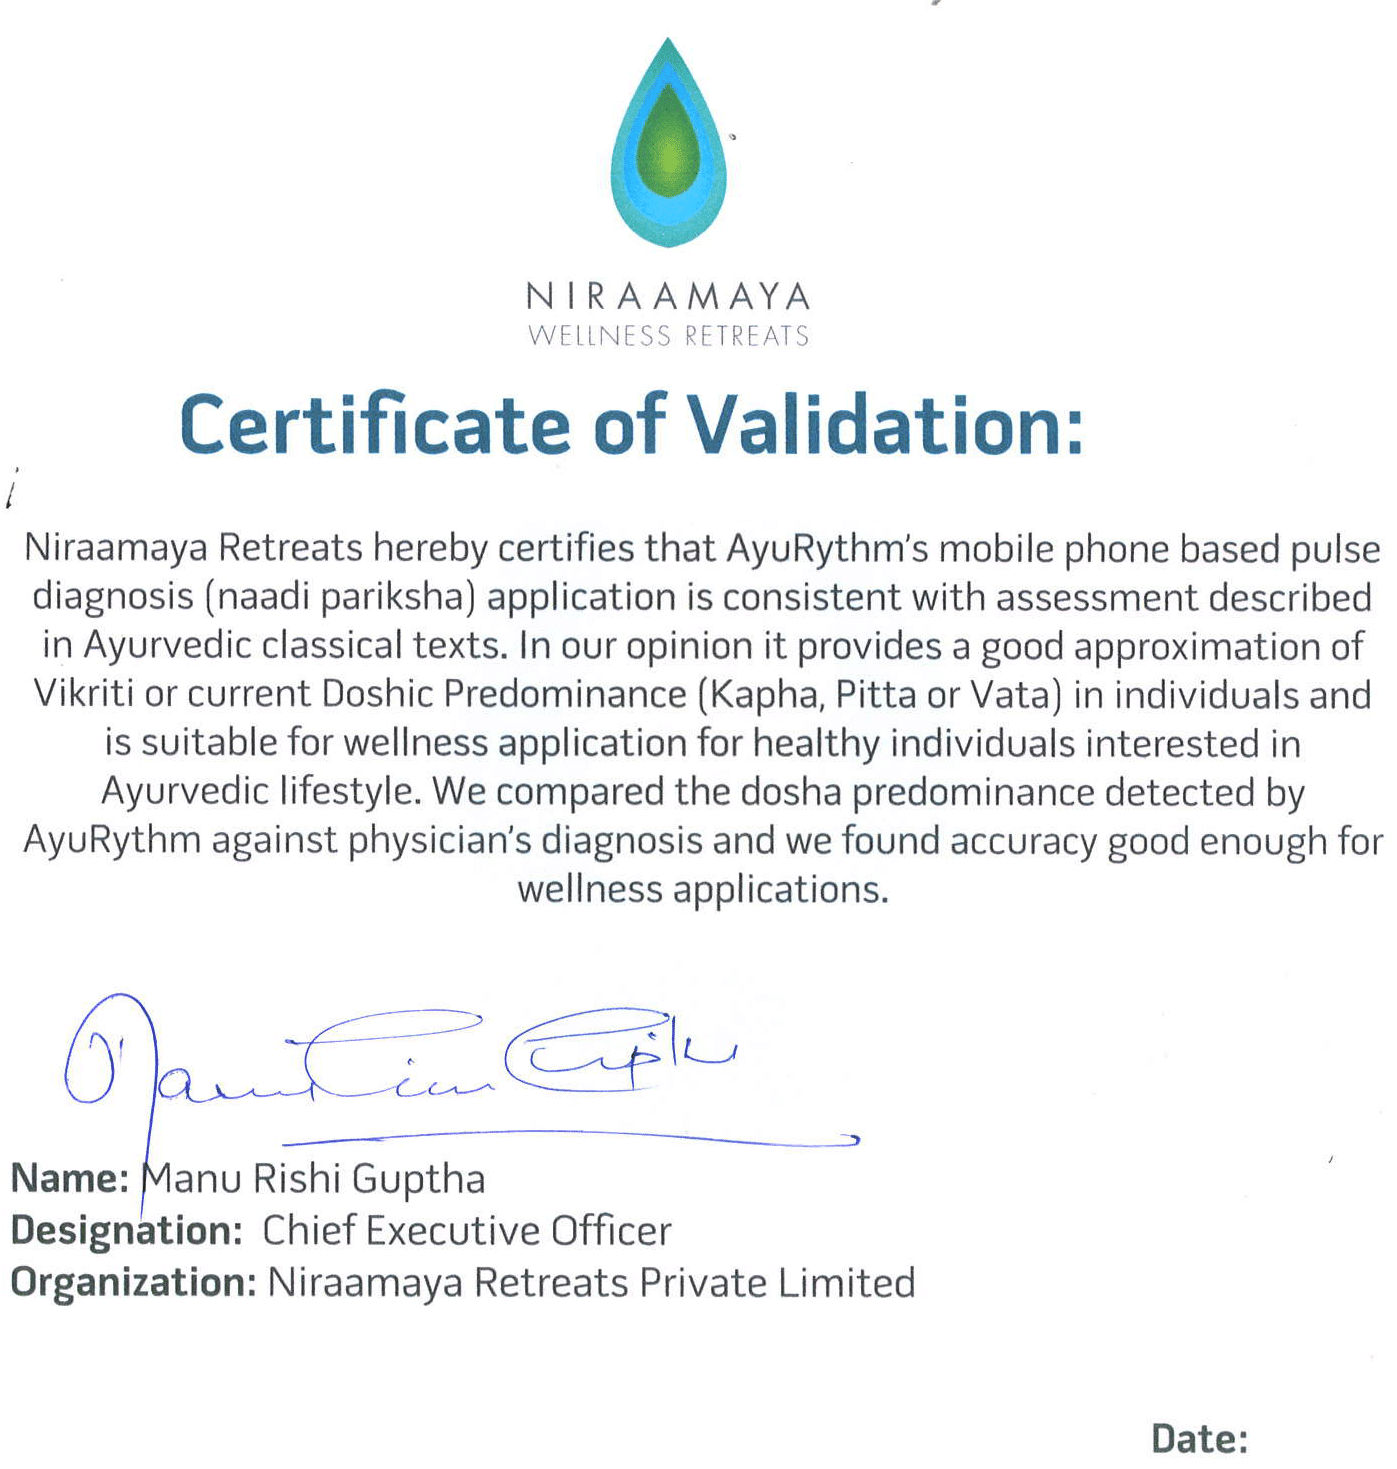 NIRAAMAYA
WELLNESS RETREATS
Certificate of Validation:
Niraamaya Retreats hereby certifies that AyuRythm's mobile phone based pulse
diagnosis (naadi pariksha) application is consistent with assessment described
in Ayurvedic classical texts. In our opinion it provides a good approximation of
Vikriti or current Doshic Predominance (Kapha, Pitta or Vata) in individuals and
is suitable for wellness application for healthy individuals interested in
Ayurvedic lifestyle. We compared the dosha predominance detected by
AyuRythm against physician's diagnosis and we found accuracy good enough for
wellness applications.
Name: Manu Rishi Guptha
Designation: Chief Executive Officer
Organization: Niraamaya Retreats Private Limited
Date: